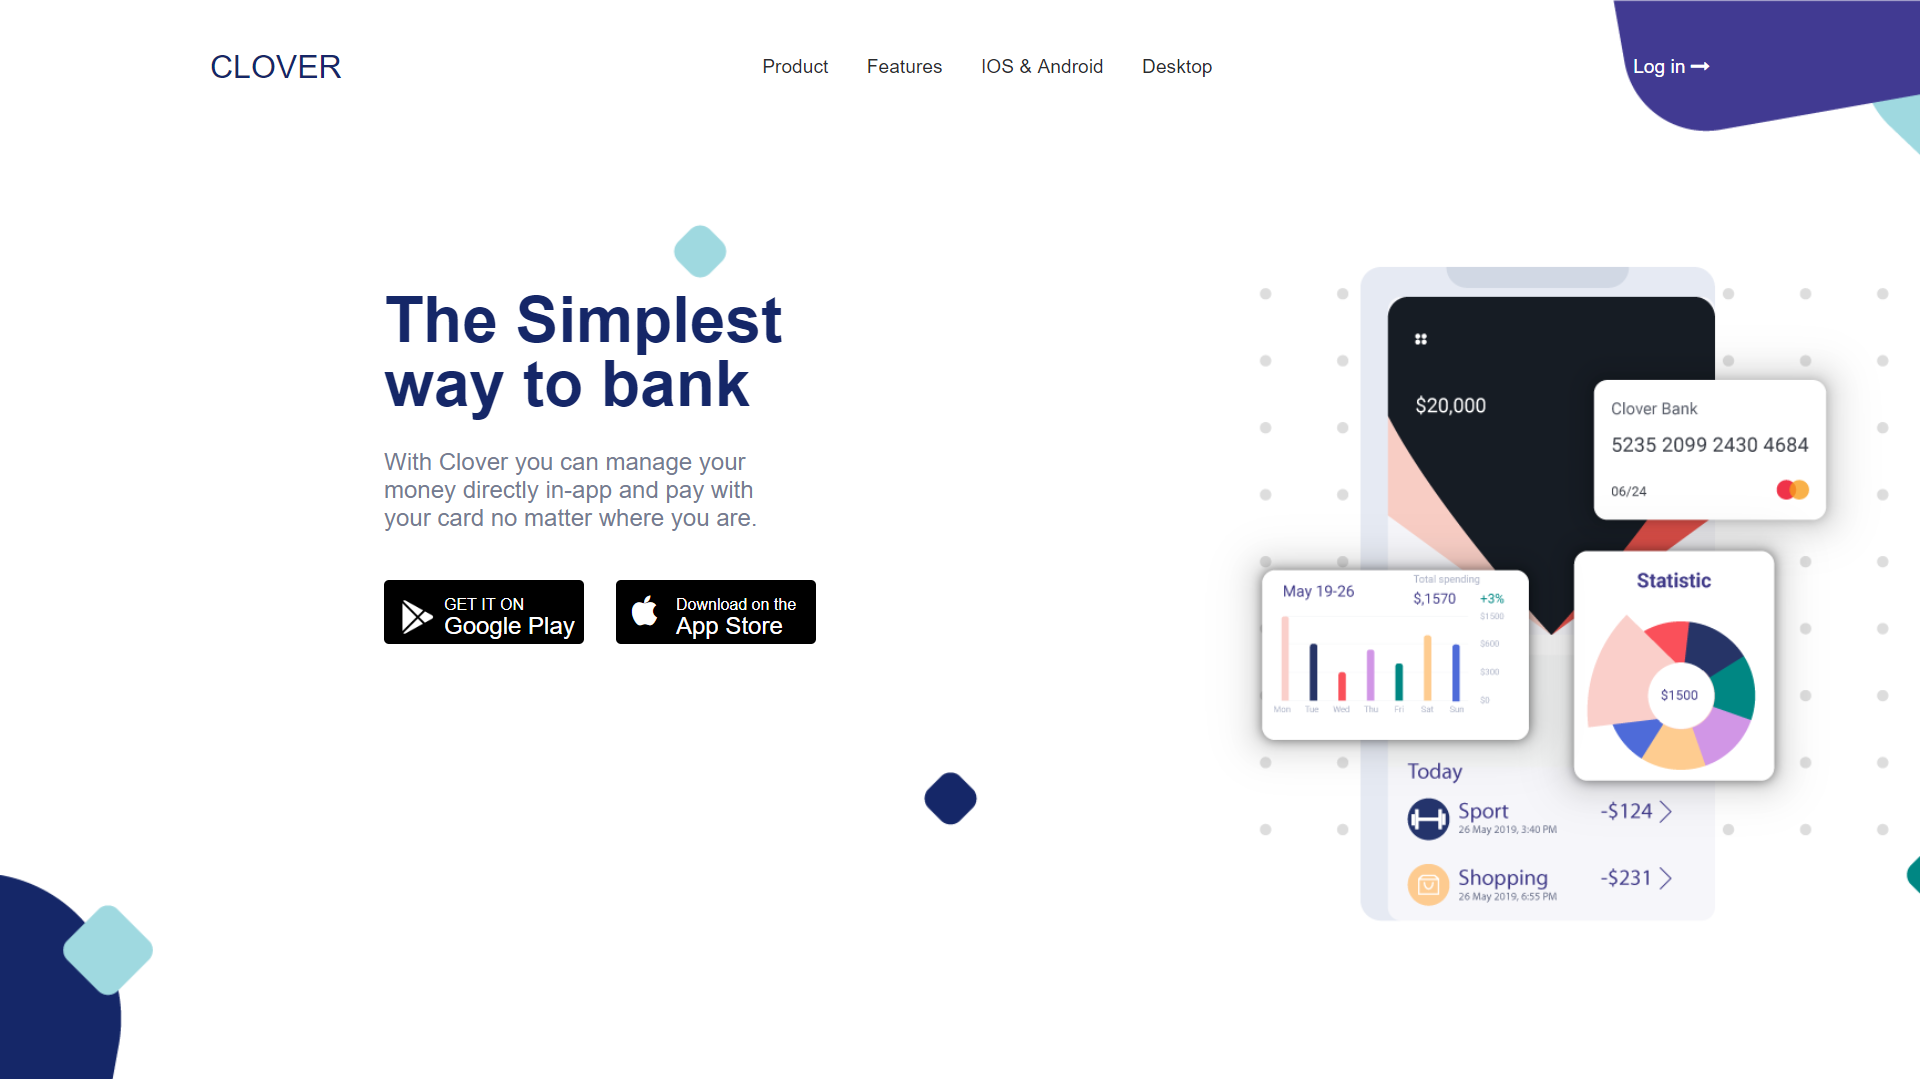 CLOVER
Product
Features
IOS & Android
Desktop
Log in
The Simplest
way to bank
With Clover you can manage your
money directly in-app and pay with
your card no matter where you are.
GET IT ON
Google Play
Download on the
App Store
$20,000
Clover Bank
5235 2099 2430 4684
06/24
May 19-26
Total spending
$,1570
+3%
$1500
$600
$300
$0
Mon Tue Wed Thu Fri Sat Sun
Statistic
$1500
Today
Sport
-$124
26 May 2019, 3:40 PM
Shopping
-$231
26 May 2019, 6:55 PM